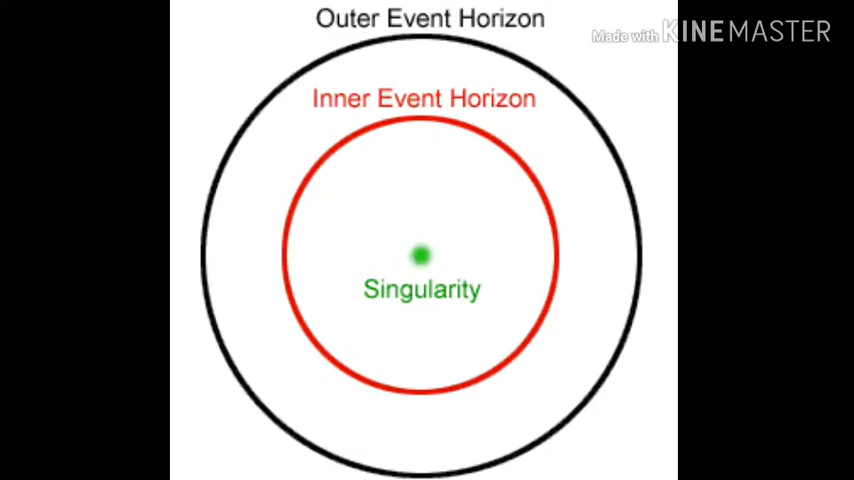 Outer Event Horizon
Made with KINEMASTER
Inner Event Horizon
Singularity